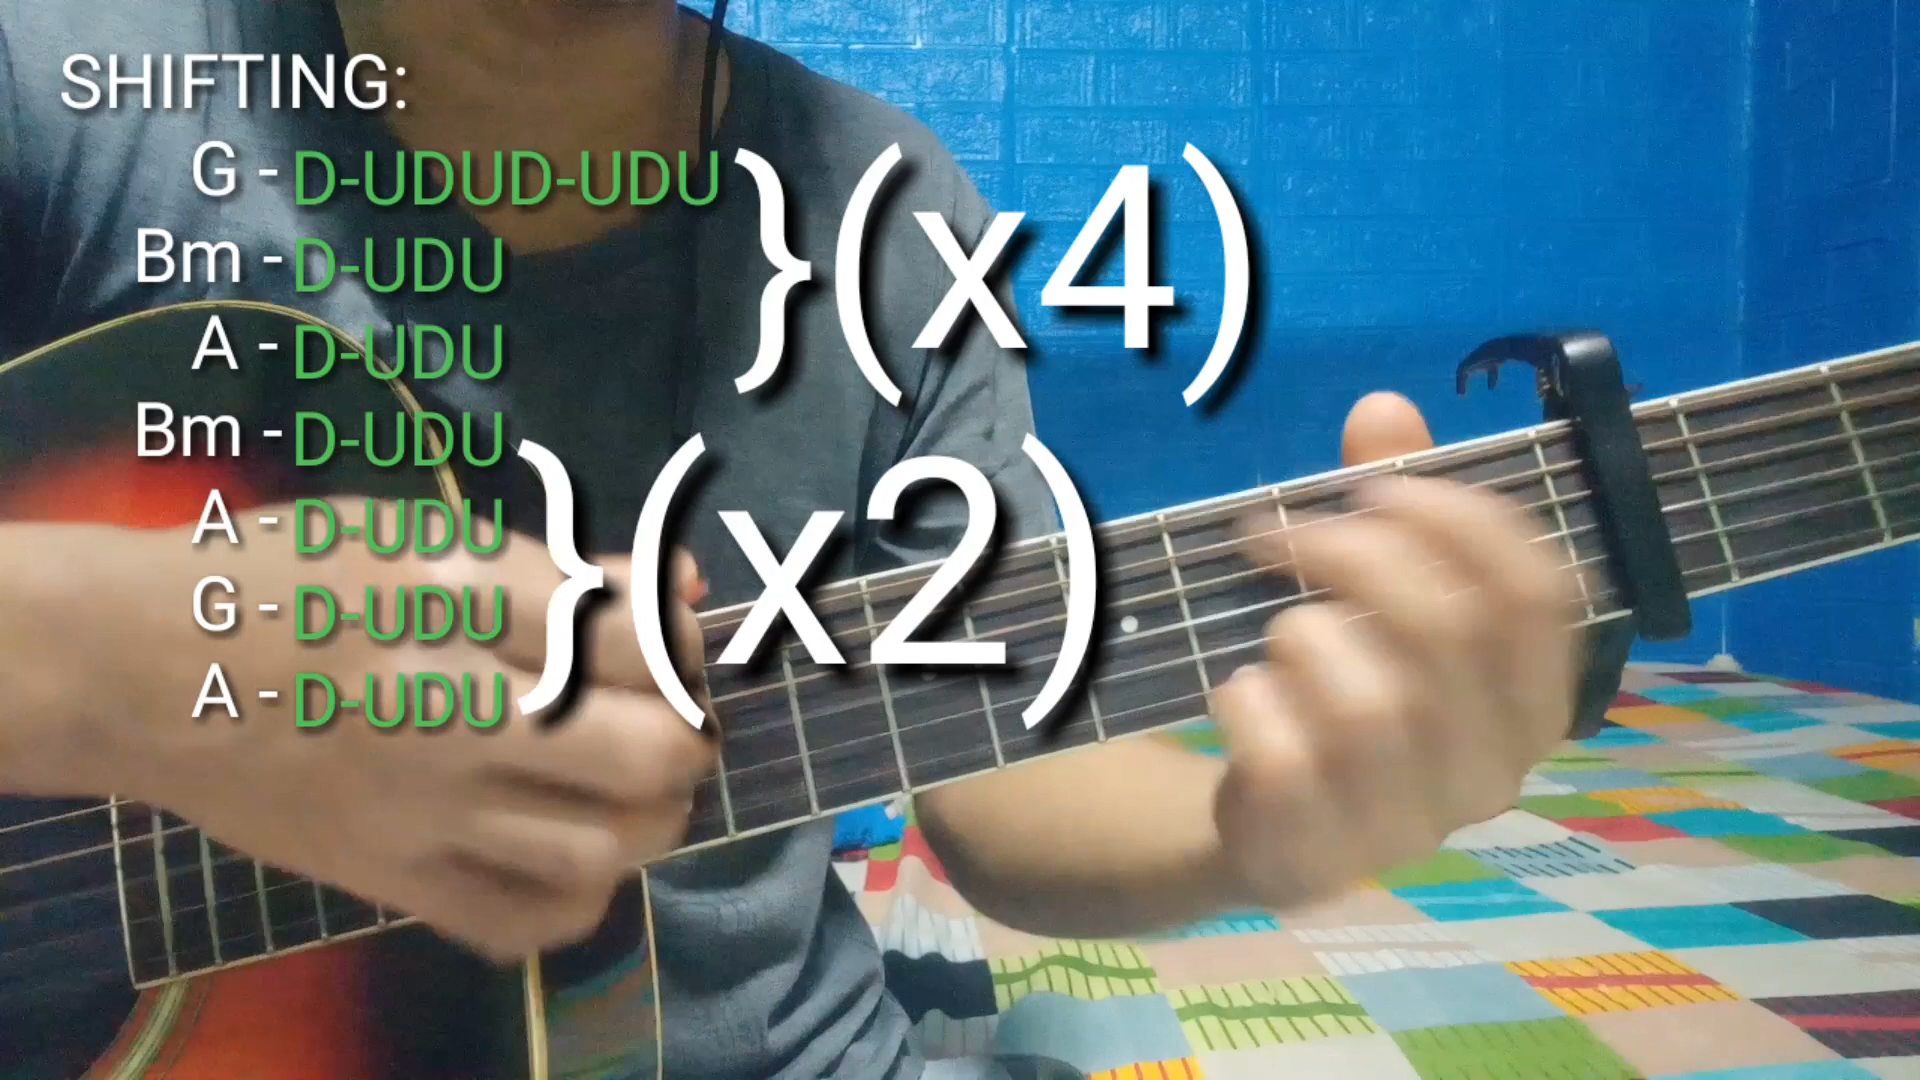 SHIFTING:
G - D-UDUD-UDU
Bm - D-UDU
A - D-UDU
} (x4)
Bm - D-UDU
A - D-UDU
G - D-UDU
A - D-UDU
} (x2)